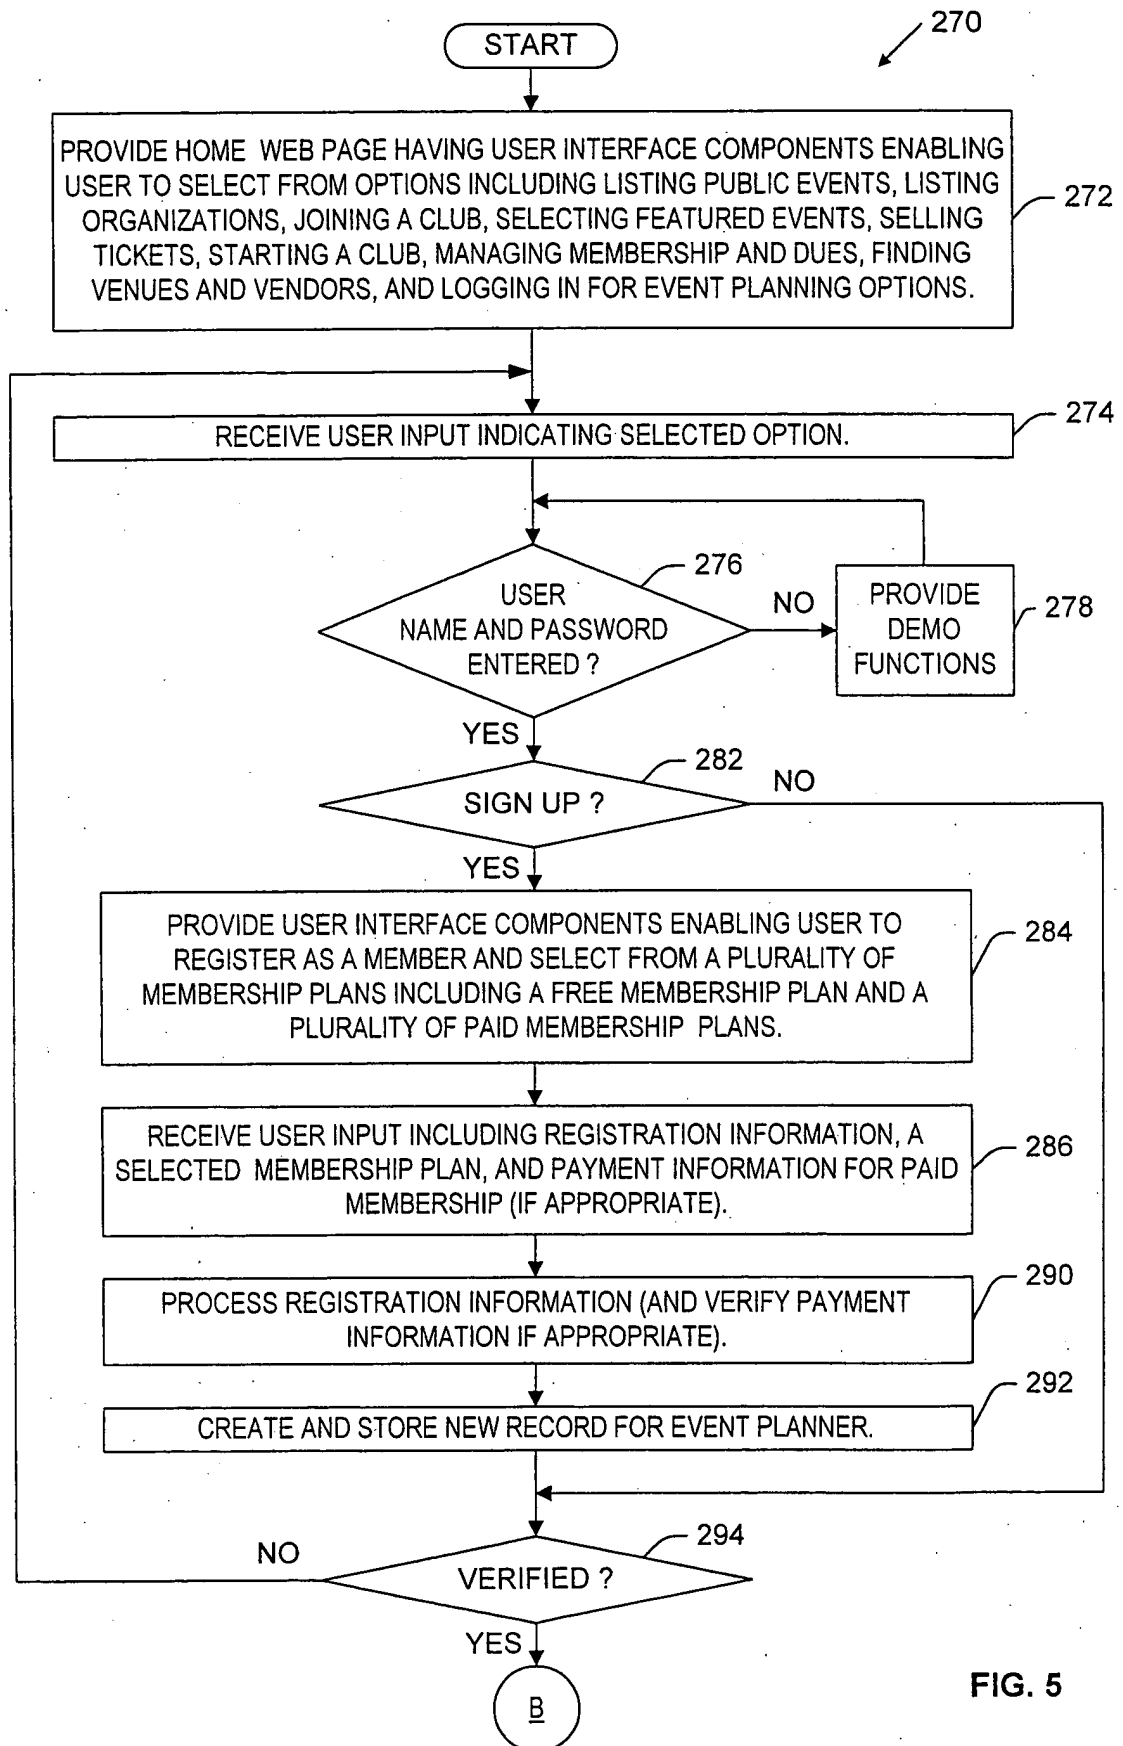 START
270
PROVIDE HOME WEB PAGE HAVING USER INTERFACE COMPONENTS ENABLING
USER TO SELECT FROM OPTIONS INCLUDING LISTING PUBLIC EVENTS, LISTING
ORGANIZATIONS, JOINING A CLUB, SELECTING FEATURED EVENTS, SELLING
TICKETS, STARTING A CLUB, MANAGING MEMBERSHIP AND DUES, FINDING
VENUES AND VENDORS, AND LOGGING IN FOR EVENT PLANNING OPTIONS.
272
RECEIVE USER INPUT INDICATING SELECTED OPTION.
274
USER
NAME AND PASSWORD
ENTERED ?
276
NO
PROVIDE
DEMO
FUNCTIONS
278
YES
SIGN UP ?
282
NO
YES
PROVIDE USER INTERFACE COMPONENTS ENABLING USER TO
REGISTER AS A MEMBER AND SELECT FROM A PLURALITY OF
MEMBERSHIP PLANS INCLUDING A FREE MEMBERSHIP PLAN AND A
PLURALITY OF PAID MEMBERSHIP PLANS.
284
RECEIVE USER INPUT INCLUDING REGISTRATION INFORMATION, A
SELECTED MEMBERSHIP PLAN, AND PAYMENT INFORMATION FOR PAID
MEMBERSHIP (IF APPROPRIATE).
286
PROCESS REGISTRATION INFORMATION (AND VERIFY PAYMENT
INFORMATION IF APPROPRIATE).
290
CREATE AND STORE NEW RECORD FOR EVENT PLANNER.
292
VERIFIED ?
294
NO
YES
B
FIG. 5